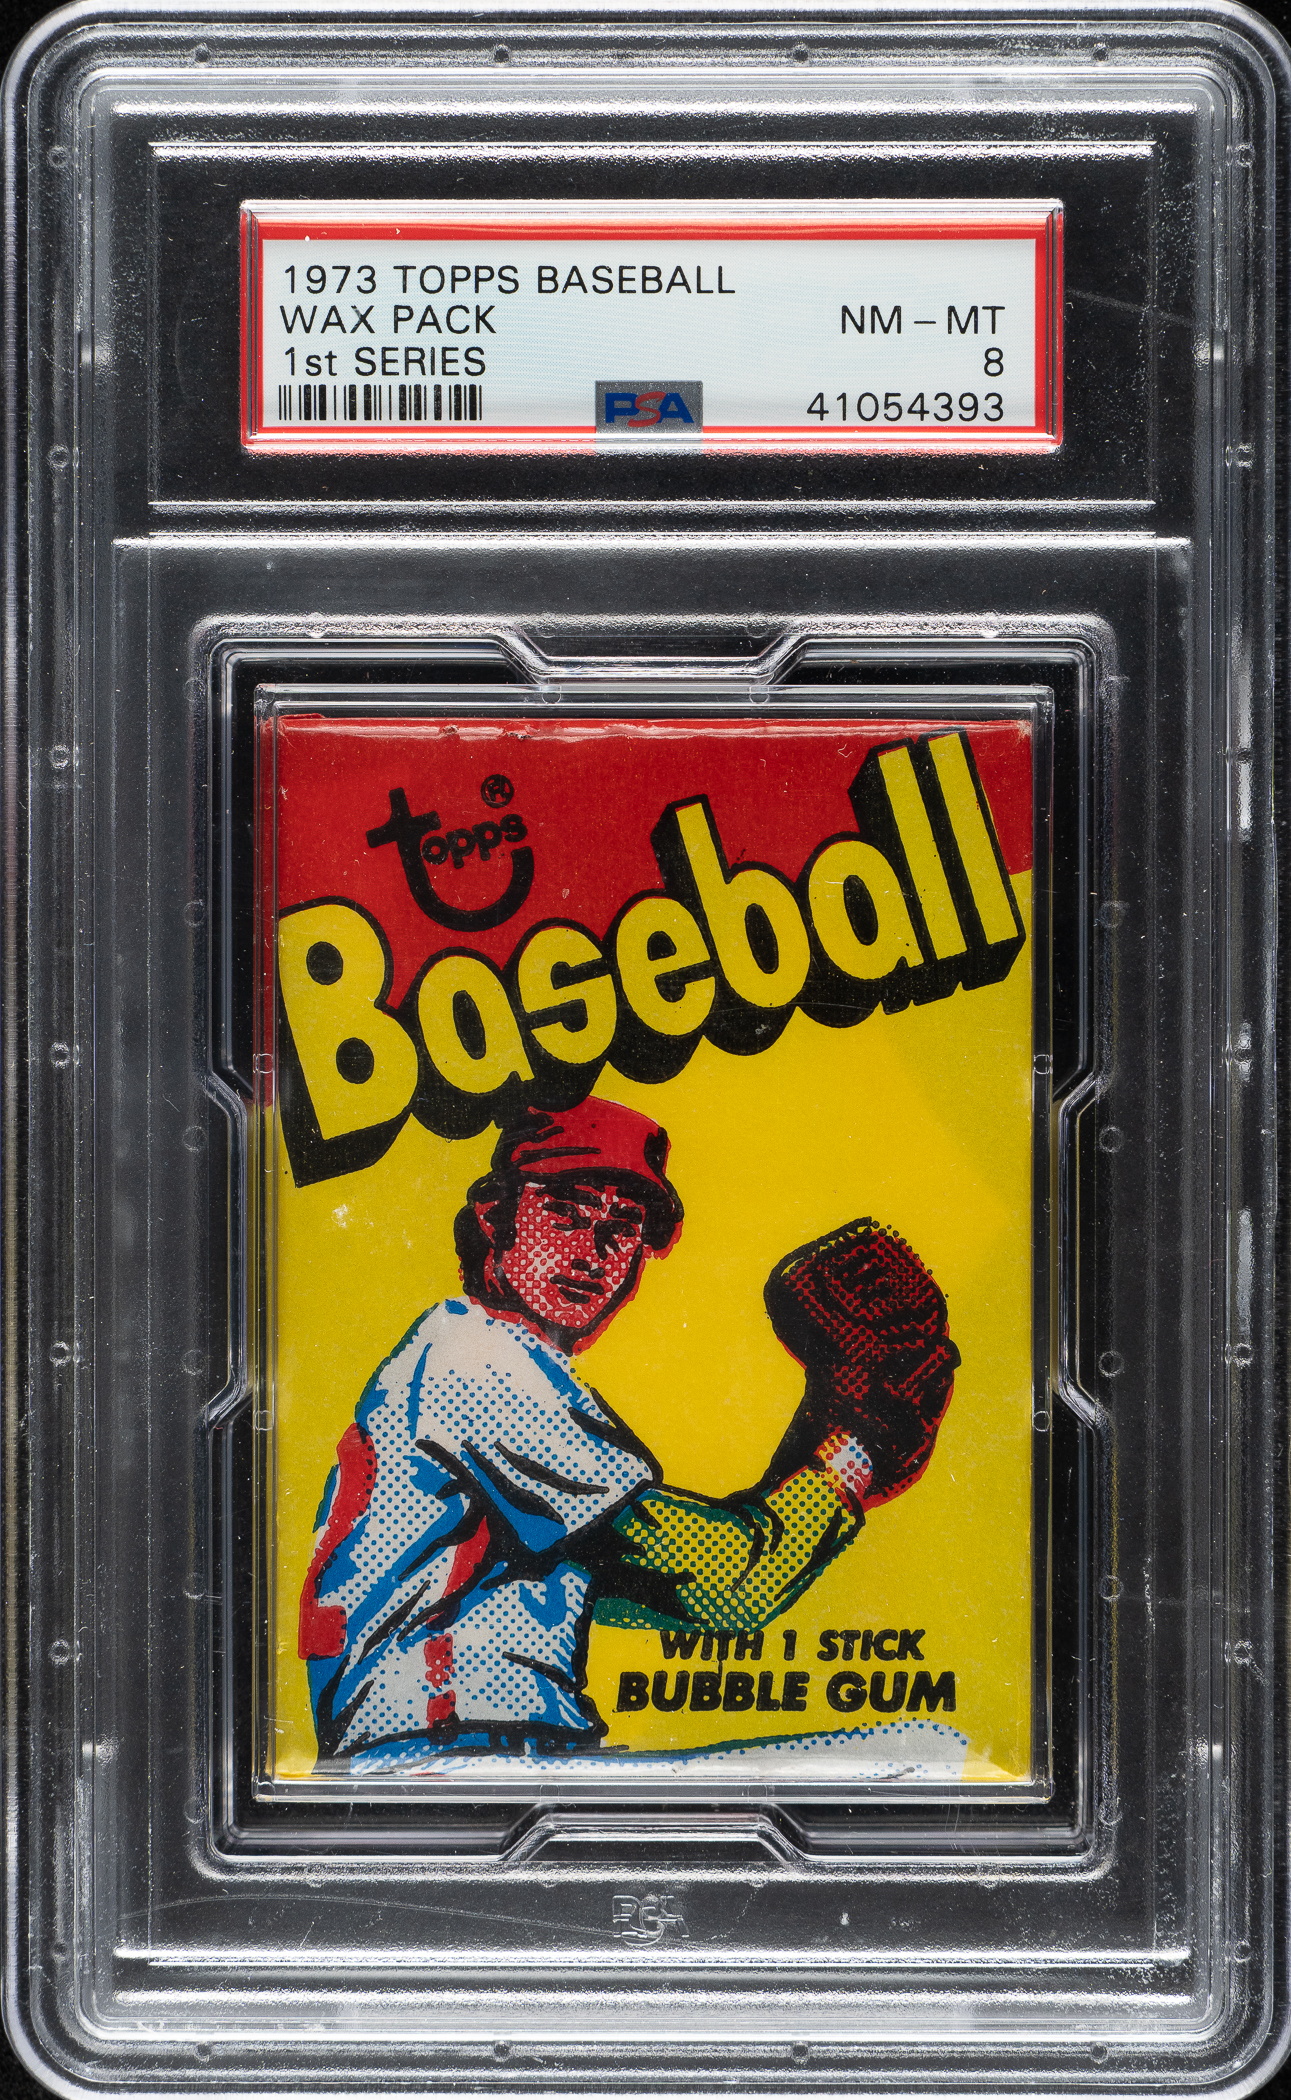 1973 TOPPS BASEBALL
WAX PACK NM - MT
1st SERIES 8
PSA 41054393
topps®
Baseball
WITH 1 STICK
BUBBLE GUM
PSA